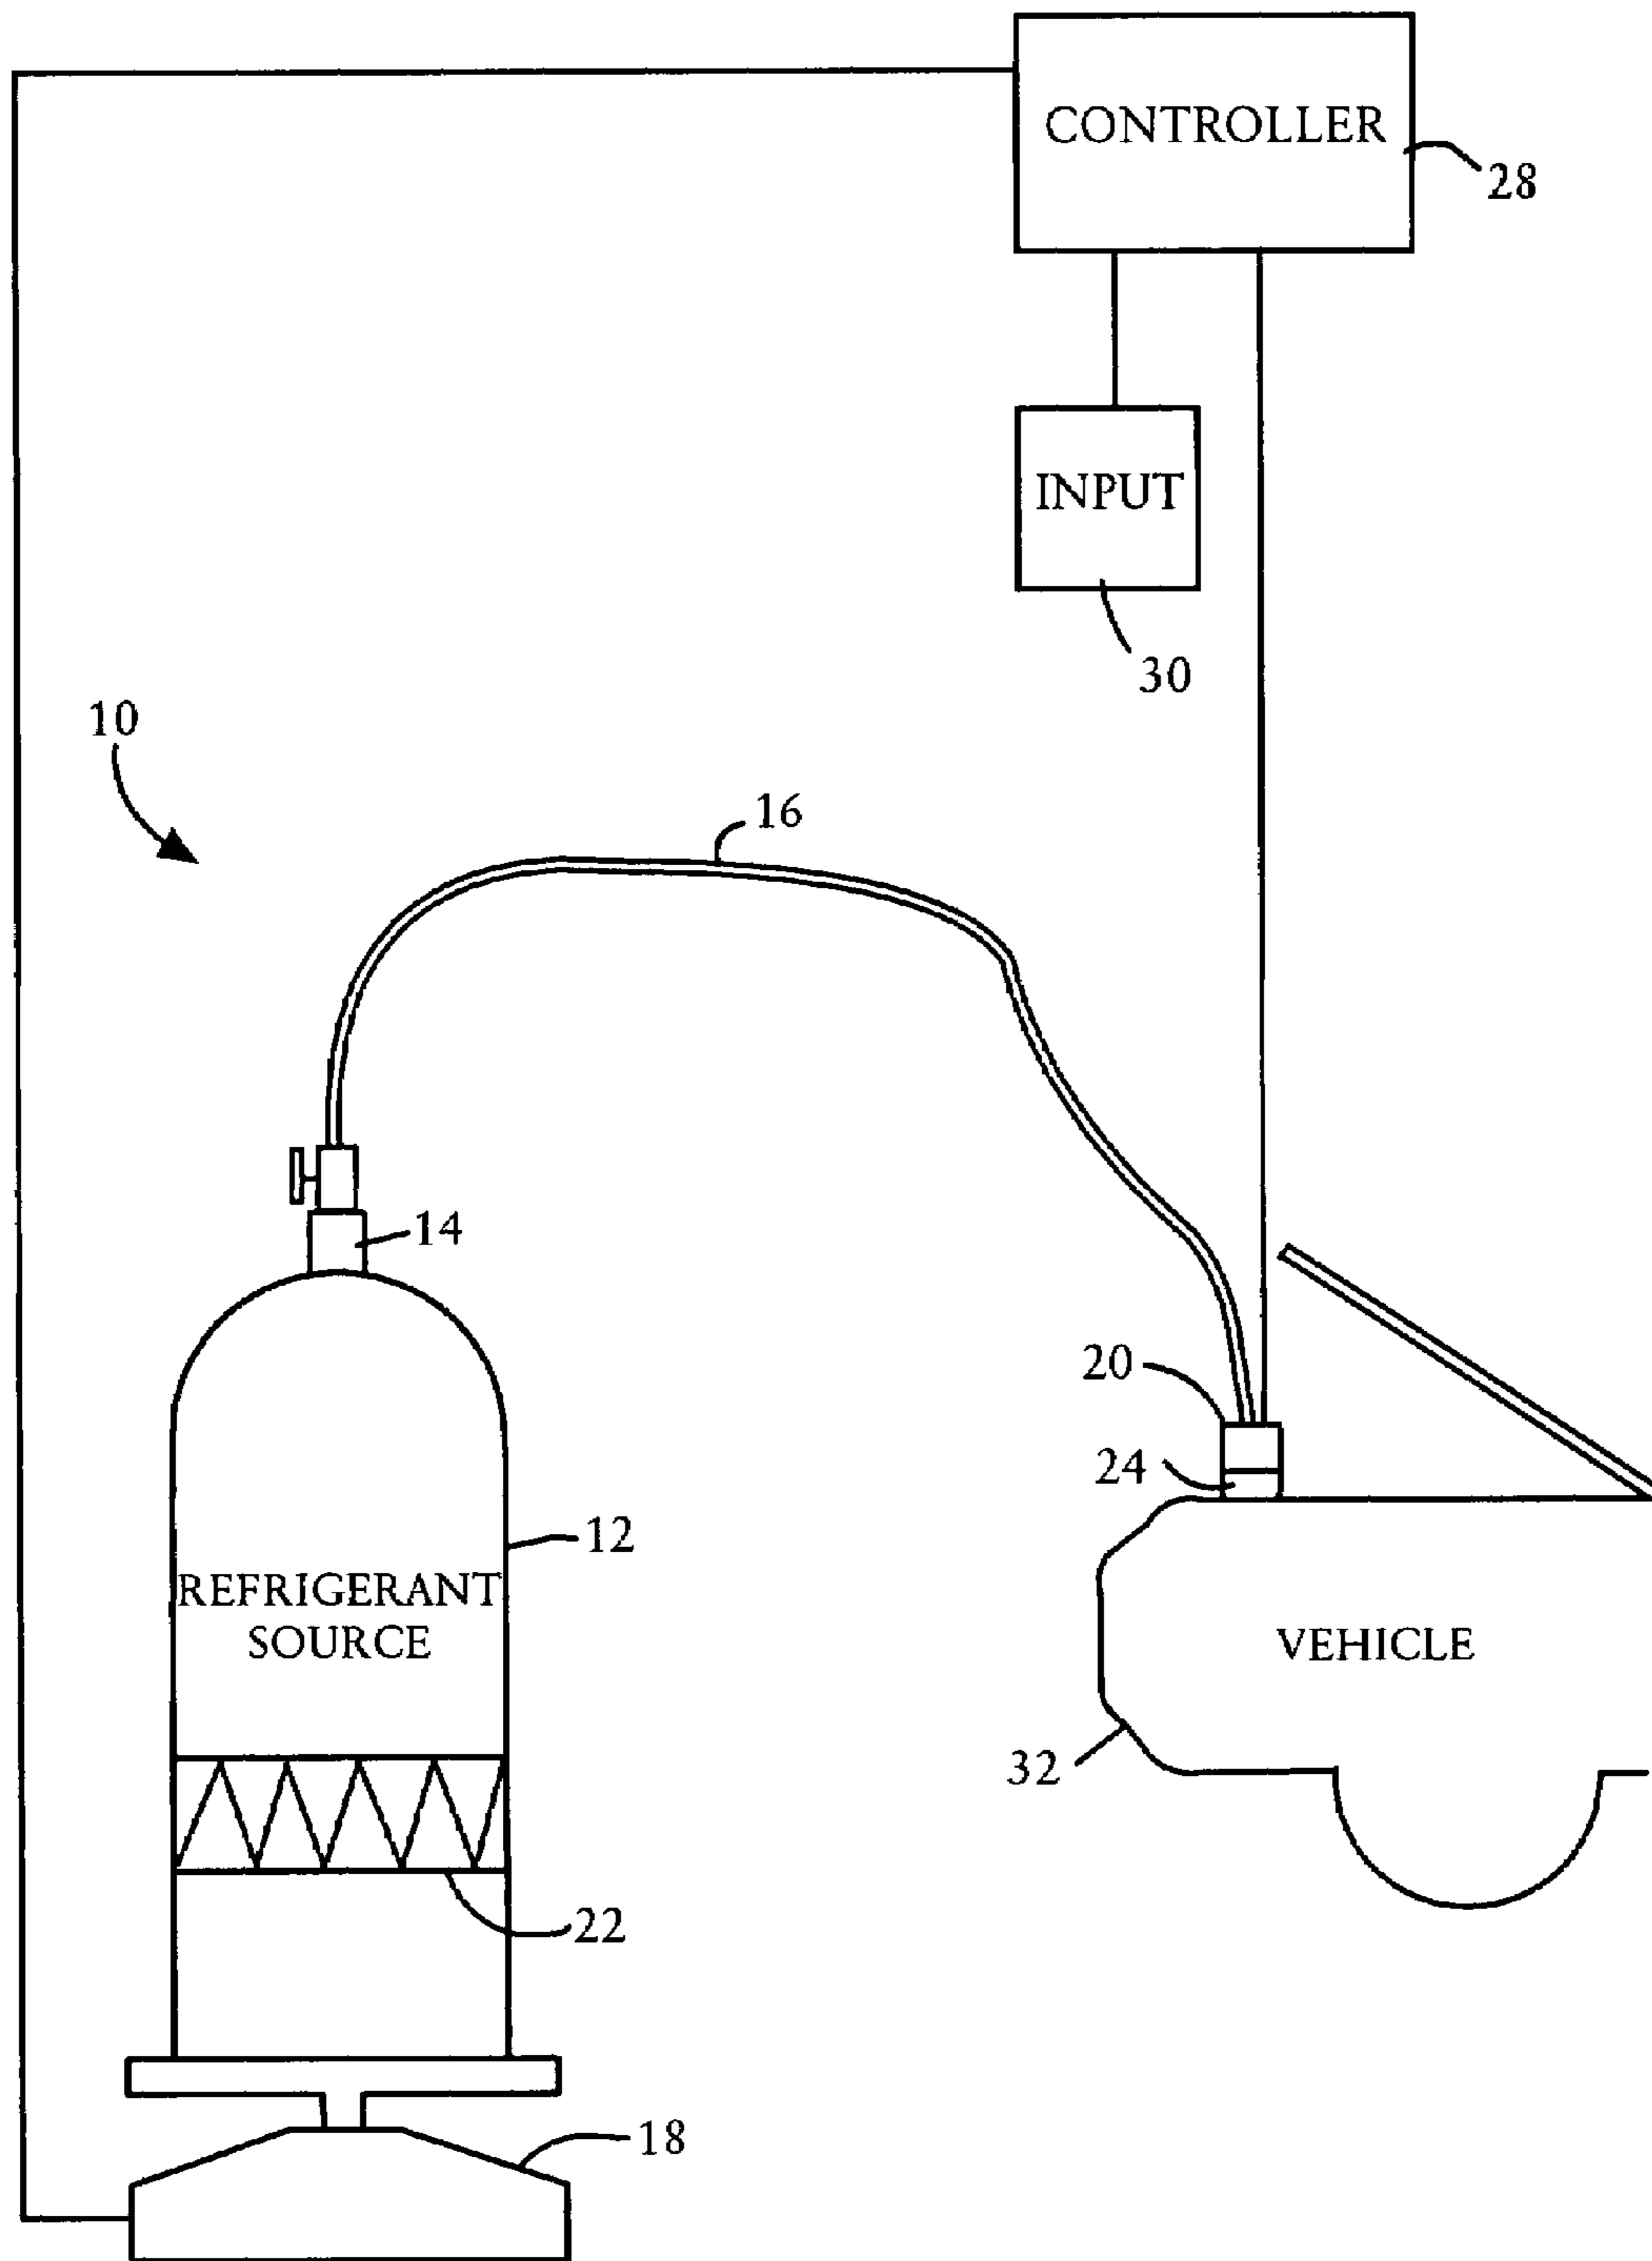 CONTROLLER
28
INPUT
30
10
16
14
20
24
12
REFRIGERANT
SOURCE
VEHICLE
32
22
18